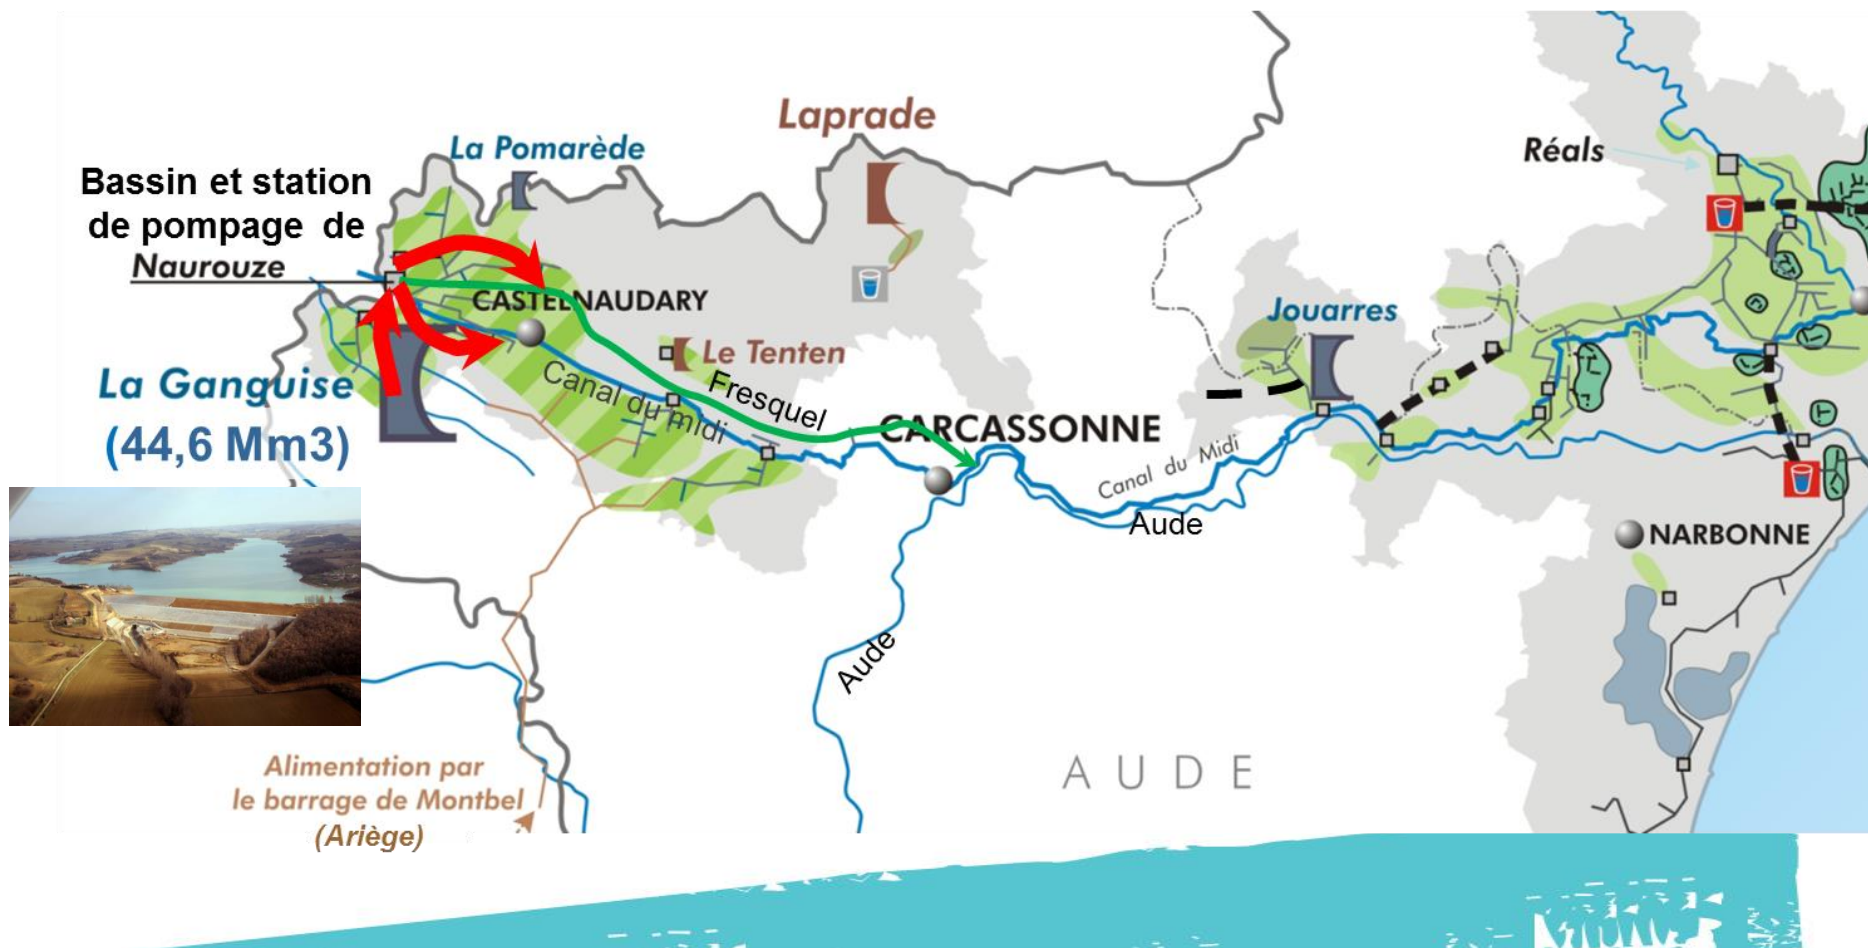 Laprade
La Pomarède
Réals
Bassin et station
de pompage de
Naurouze
CASTELNAUDARY
Jouarres
Le Tenten
La Ganguise
(44,6 Mm3)
Canal du midi
Fresquel
CARCASSONNE
Canal du Midi
Aude
NARBONNE
Aude
AUDE
Alimentation par
le barrage de Montbel
(Ariège)